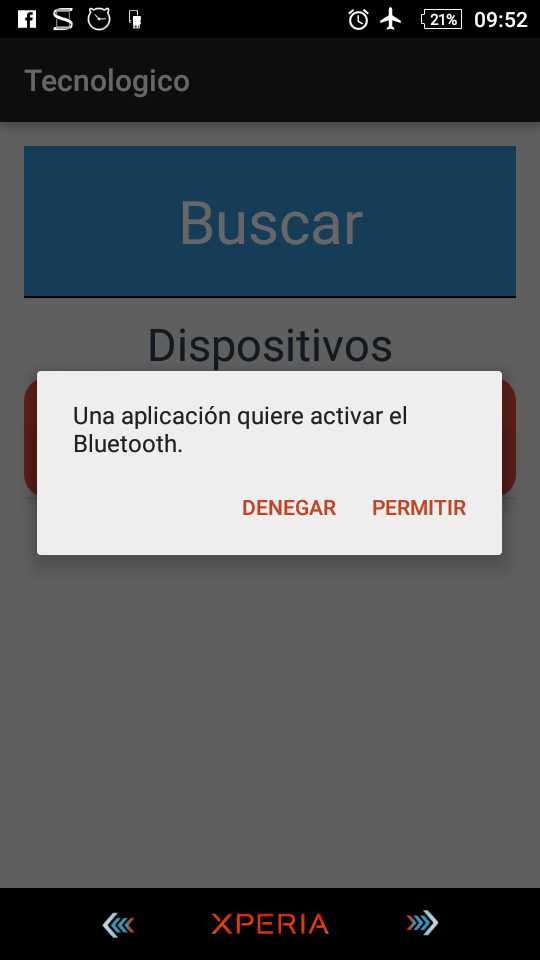 21% 09:52
Tecnologico
Buscar
Dispositivos
Una aplicación quiere activar el
Bluetooth.
DENEGAR PERMITIR
XPERIA